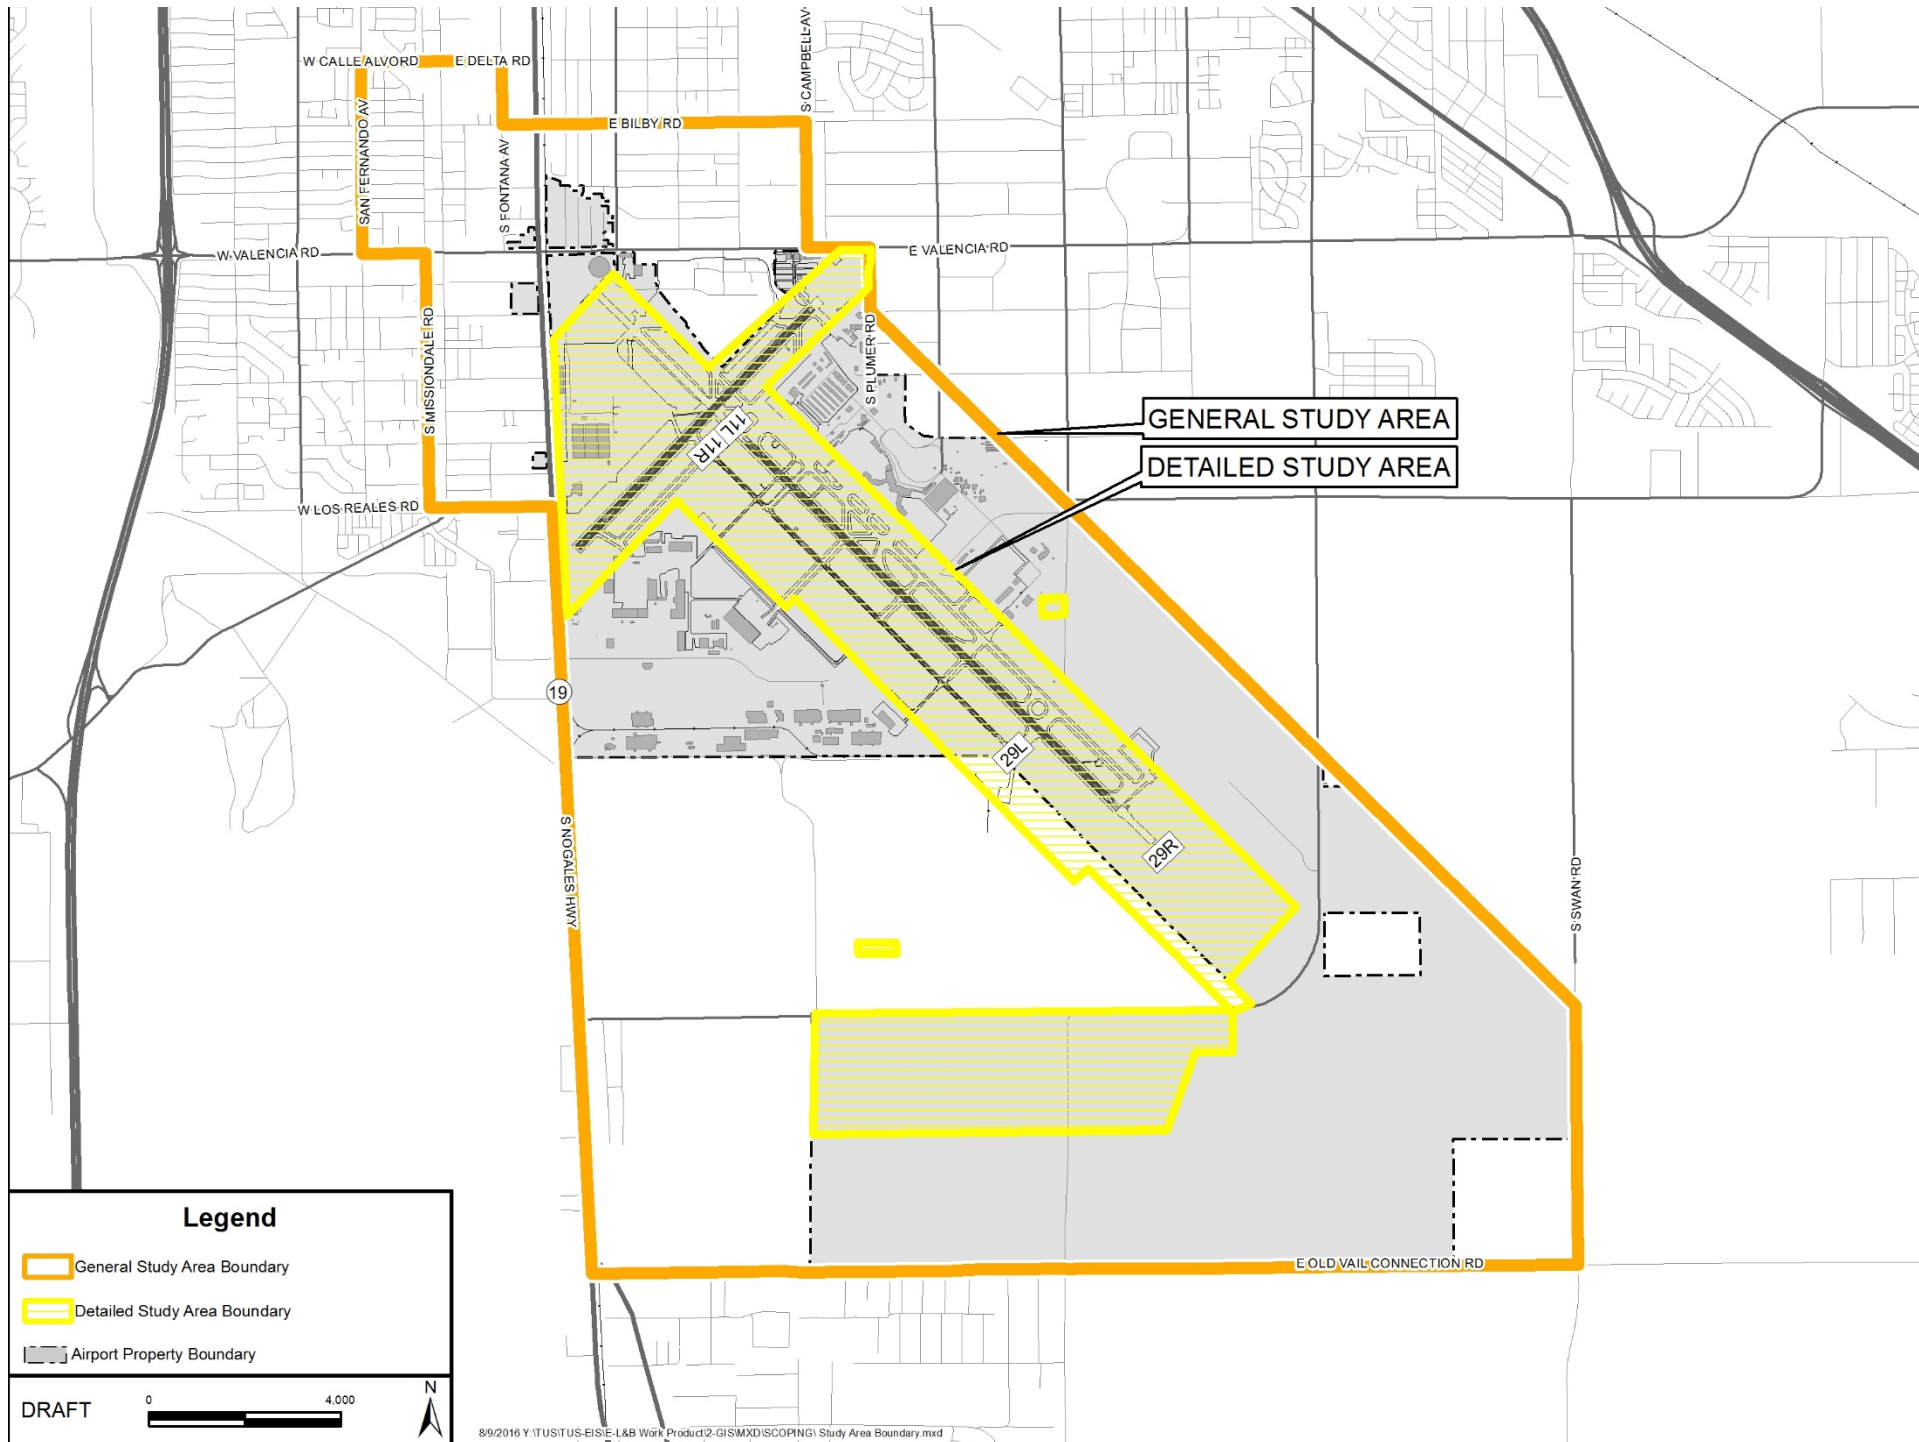 W CALLE ALVORD
E DELTA RD
S CAMPBELL AV
SAN FERNANDO AV
E BILBY RD
S FONTANA AV
W VALENCIA RD
E VALENCIA RD
S MISSIONDALE RD
S PLUMER RD
GENERAL STUDY AREA
11L 11R
DETAILED STUDY AREA
W LOS REALES RD
19
29L
29R
S NOGALES HWY
S SWAN RD
E OLD VAIL CONNECTION RD
Legend
General Study Area Boundary
Detailed Study Area Boundary
Airport Property Boundary
DRAFT
0 4,000
N
8/9/2016 Y:\TUS\TUS-EIS\E-L&B Work Product\2-GIS\MXD\SCOPING\ Study Area Boundary.mxd